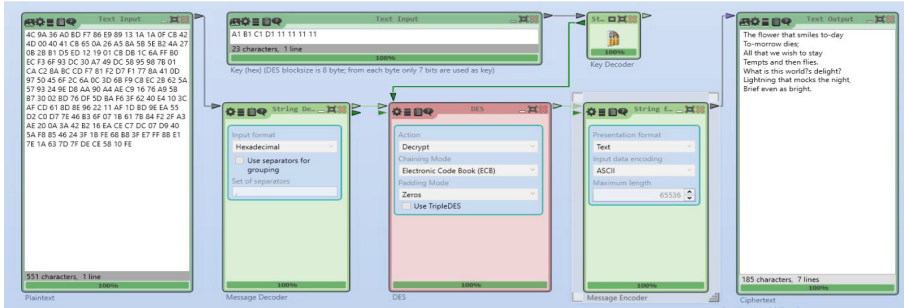 Text Input
4C 9A 36 A0 BD F7 86 E9 89 13 1A 1A 0F CB 42
4D 00 40 41 CB 65 0A 26 A5 8A 5B 5E B2 4A 27
0B 2B B1 D5 ED 12 19 01 CB DB 1C 6A FF B0
EC F3 6F 93 DC 30 A7 49 DC 58 95 98 7B 01
CA C2 8A BC CD F7 81 F2 D7 F1 77 8A 41 0D
97 50 45 6F 2C 6A 0C 3D 6B F9 C8 EC 2B 62 5A
57 93 24 9E D8 AA 90 A4 AE C9 16 76 A9 5B
B7 30 02 BD 76 DF 5D BA F6 3F 62 40 E4 10 3C
AF CD 61 8D 8E 96 22 11 AF 1D BD 9E EA 55
D2 C0 D7 7E 46 B3 6F 07 1B 61 7B 84 F2 2F A3
AE 20 0A 3A 42 B2 16 EA CE C7 DC 07 D9 40
5A F8 85 46 24 3F 1B FE 68 B8 3F E7 FF 8B E1
7E 1A 63 7D 7F DE CE 58 10 FE
551 characters, 1 line
100%
Plaintext
Text Input
A1 B1 C1 D1 11 11 11 11
23 characters, 1 line
100%
Key (hex) (DES blocksize is 8 byte; from each byte only 7 bits are used as key)
St...
100%
Key Decoder
String De...
Input format
Hexadecimal
Use separators for
grouping
Set of separators
100%
Message Decoder
DES
Action
Decrypt
Chaining Mode
Electronic Code Book (ECB)
Padding Mode
Zeros
Use TripleDES
100%
DES
String E...
Presentation format
Text
Input data encoding
ASCII
Maximum length
65536
100%
Message Encoder
Text Output
The flower that smiles to-day
To-morrow dies;
All that we wish to stay
Tempts and then flies.
What is this world?s delight?
Lightning that mocks the night,
Brief even as bright.
185 characters, 7 lines
100%
Ciphertext